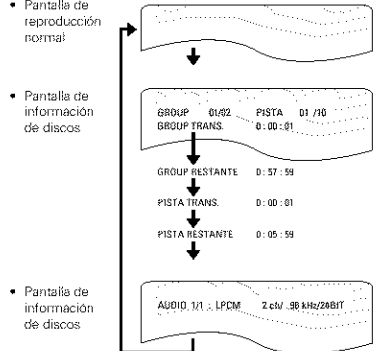 • Pantalla de
reproducción
normal
• Pantalla de
información
de discos
GROUP 01/02 PISTA 01 /10
GROUP TRANS. 0:00:01
GROUP RESTANTE 0:57:59
PISTA TRANS. 0:00:01
PISTA RESTANTE 0:05:59
• Pantalla de
información
de discos
AUDIO 1/1 : LPCM 2 ch/ 96 kHz/24BIT